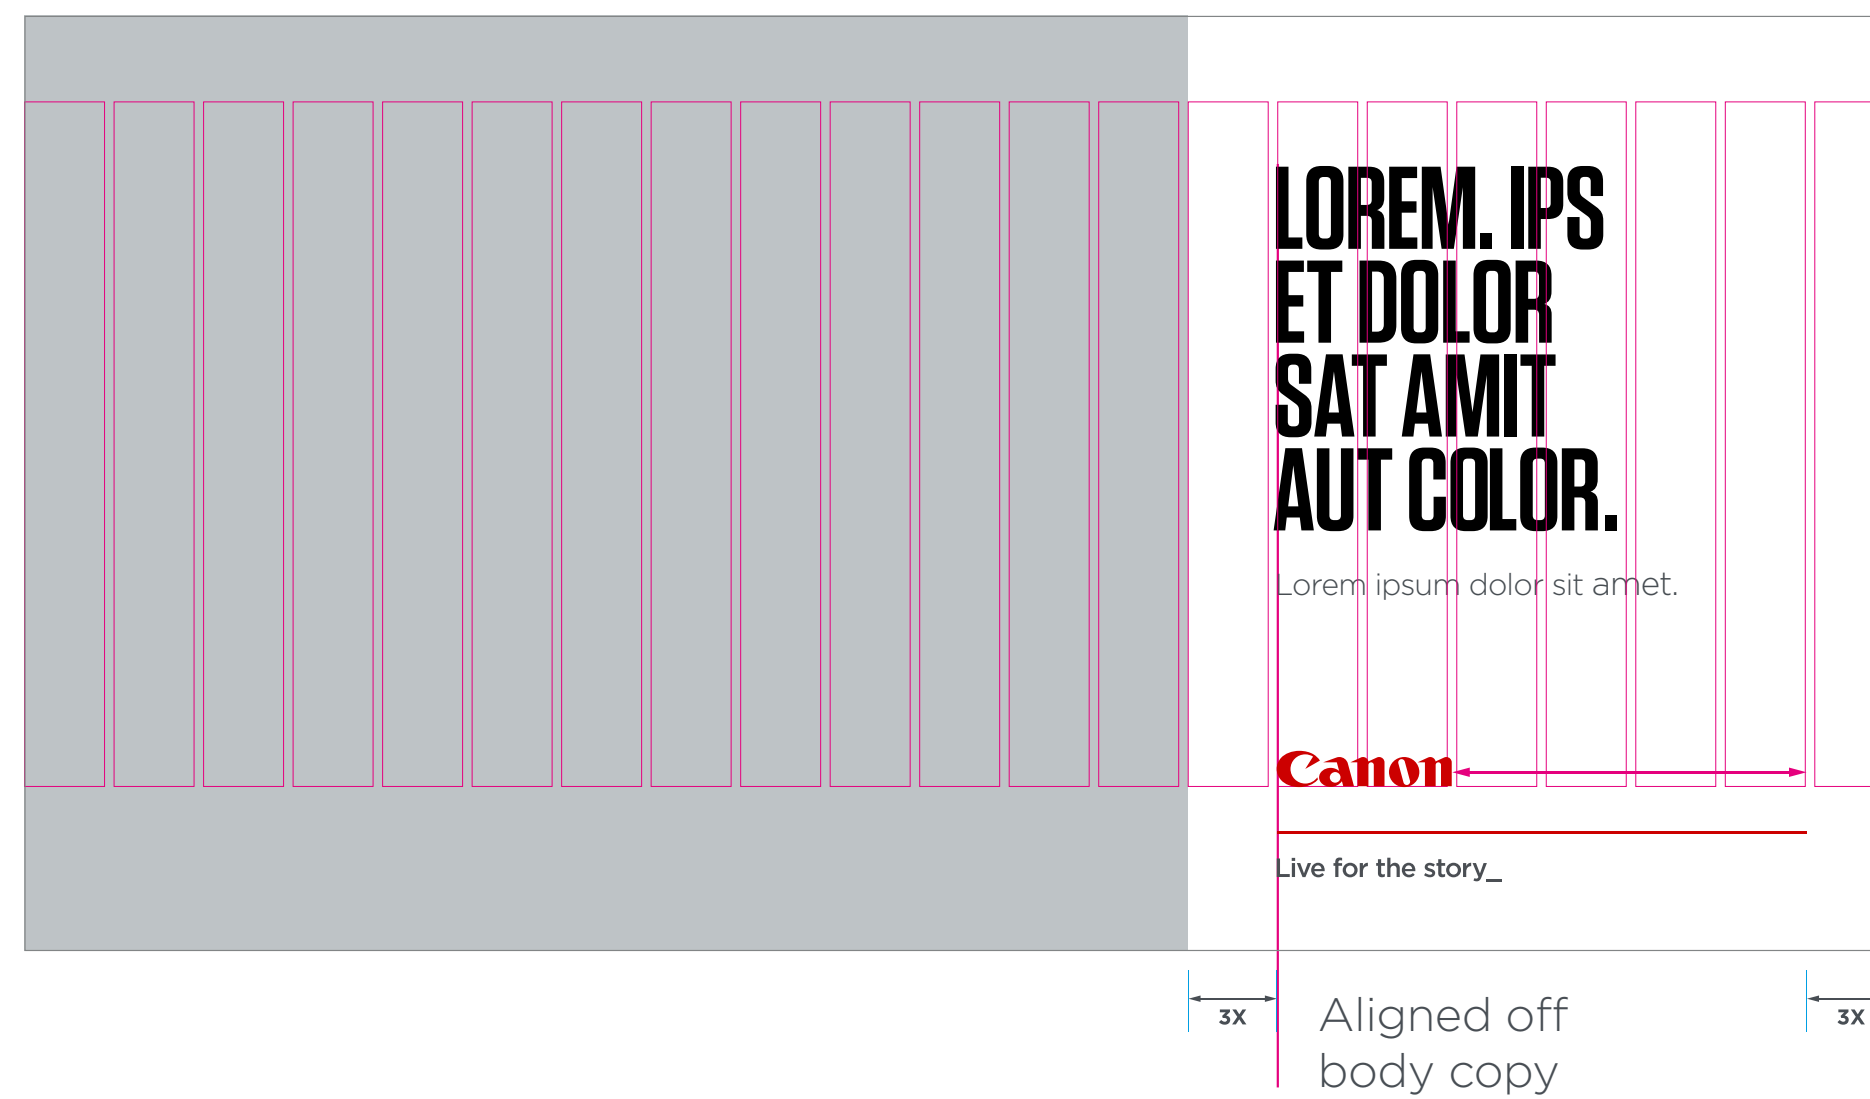 LOREM. IPS
ET DOLOR
SAT AMIT
AUT COLOR.
Lorem ipsum dolor sit amet.
Canon
Live for the story_
3X
Aligned off
body copy
3X